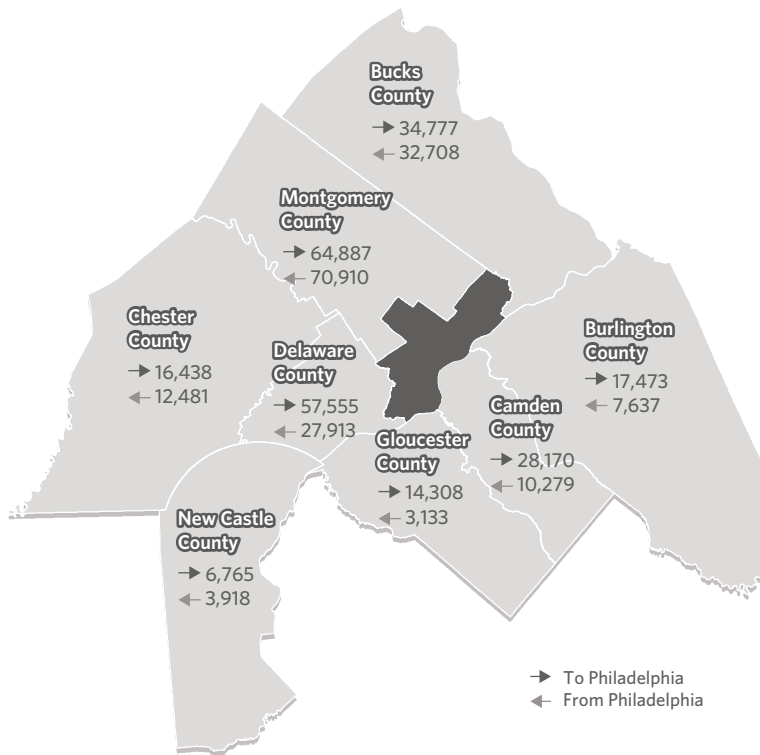 Bucks
County
→ 34,777
← 32,708
Montgomery
County
→ 64,887
← 70,910
Chester
County
→ 16,438
← 12,481
Delaware
County
→ 57,555
← 27,913
Burlington
County
→ 17,473
← 7,637
Camden
County
→ 28,170
← 10,279
Gloucester
County
→ 14,308
← 3,133
New Castle
County
→ 6,765
← 3,918
→ To Philadelphia
← From Philadelphia